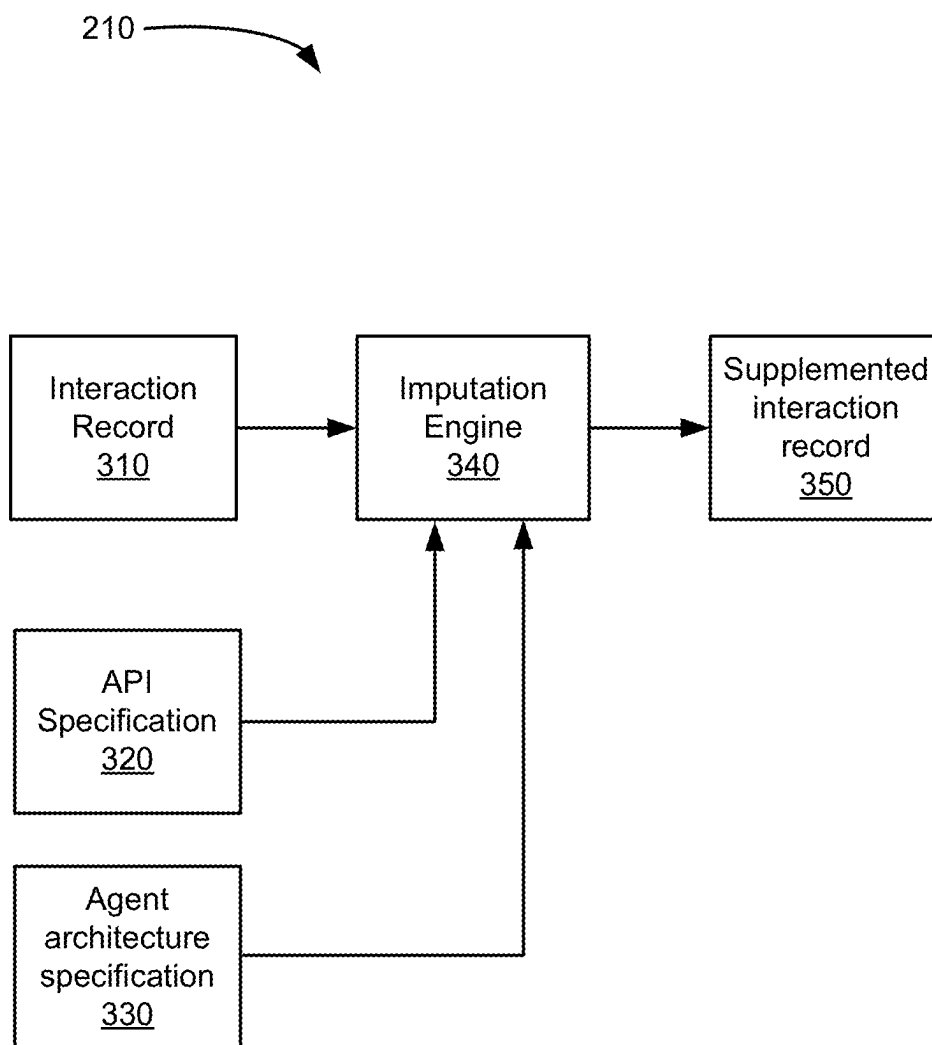 210
Interaction
Record
310
Imputation
Engine
340
Supplemented
interaction
record
350
API
Specification
320
Agent
architecture
specification
330